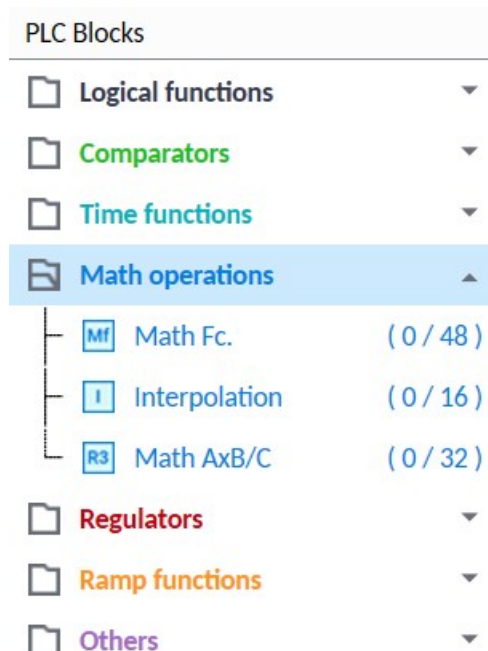 PLC Blocks
Logical functions
Comparators
Time functions
Math operations
Mf Math Fc. ( 0 / 48 )
I Interpolation ( 0 / 16 )
R3 Math AxB/C ( 0 / 32 )
Regulators
Ramp functions
Others